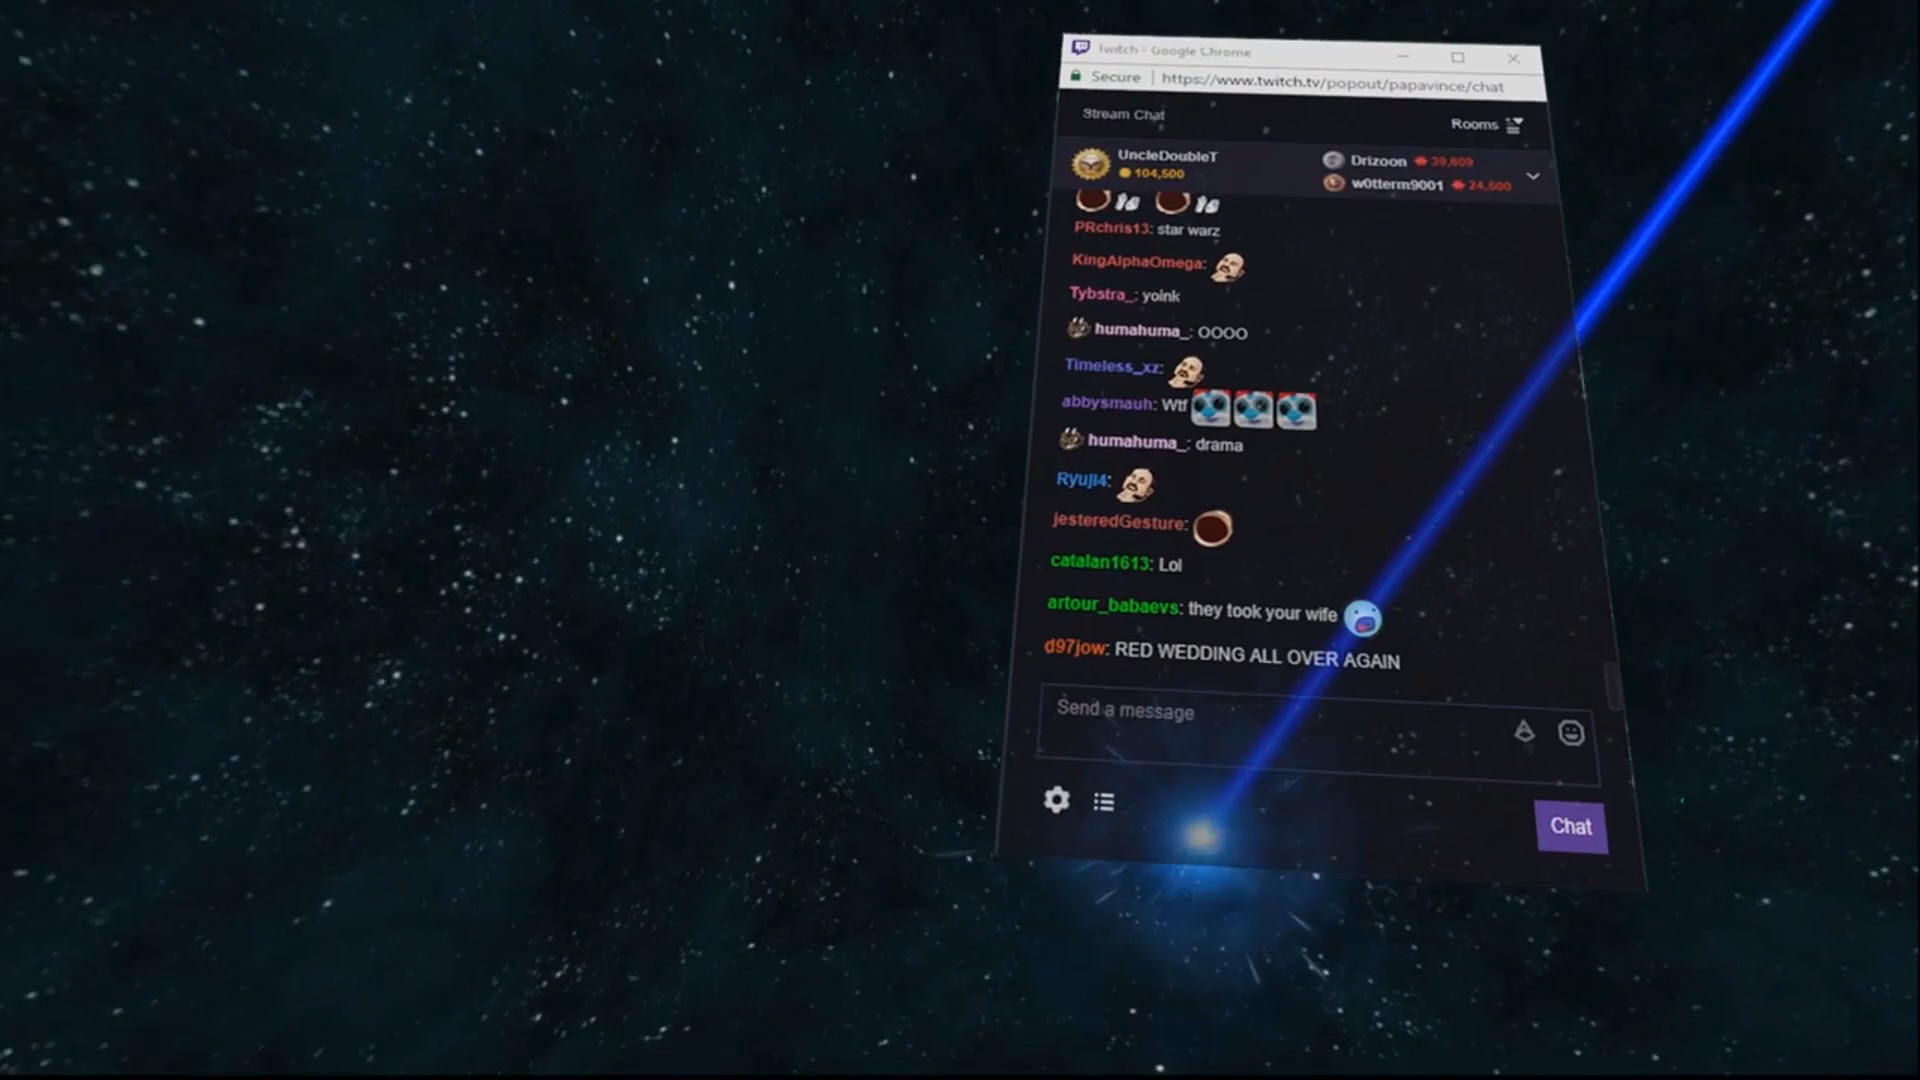 Twitch - Google Chrome
Secure | https://www.twitch.tv/popout/papavince/chat
Stream Chat
Rooms
UncleDoubleT
104,500
Drizoon 39,609
w0tterm9001 24,500
PRchris13: star warz
KingAlphaOmega:
Tybstra_: yoink
humahuma_: OOOO
Timeless_xz:
abbysmauh: Wtf
humahuma_: drama
Ryuji4:
jesteredGesture:
catalan1613: Lol
artour_babaevs: they took your wife
d97jow: RED WEDDING ALL OVER AGAIN
Send a message
Chat